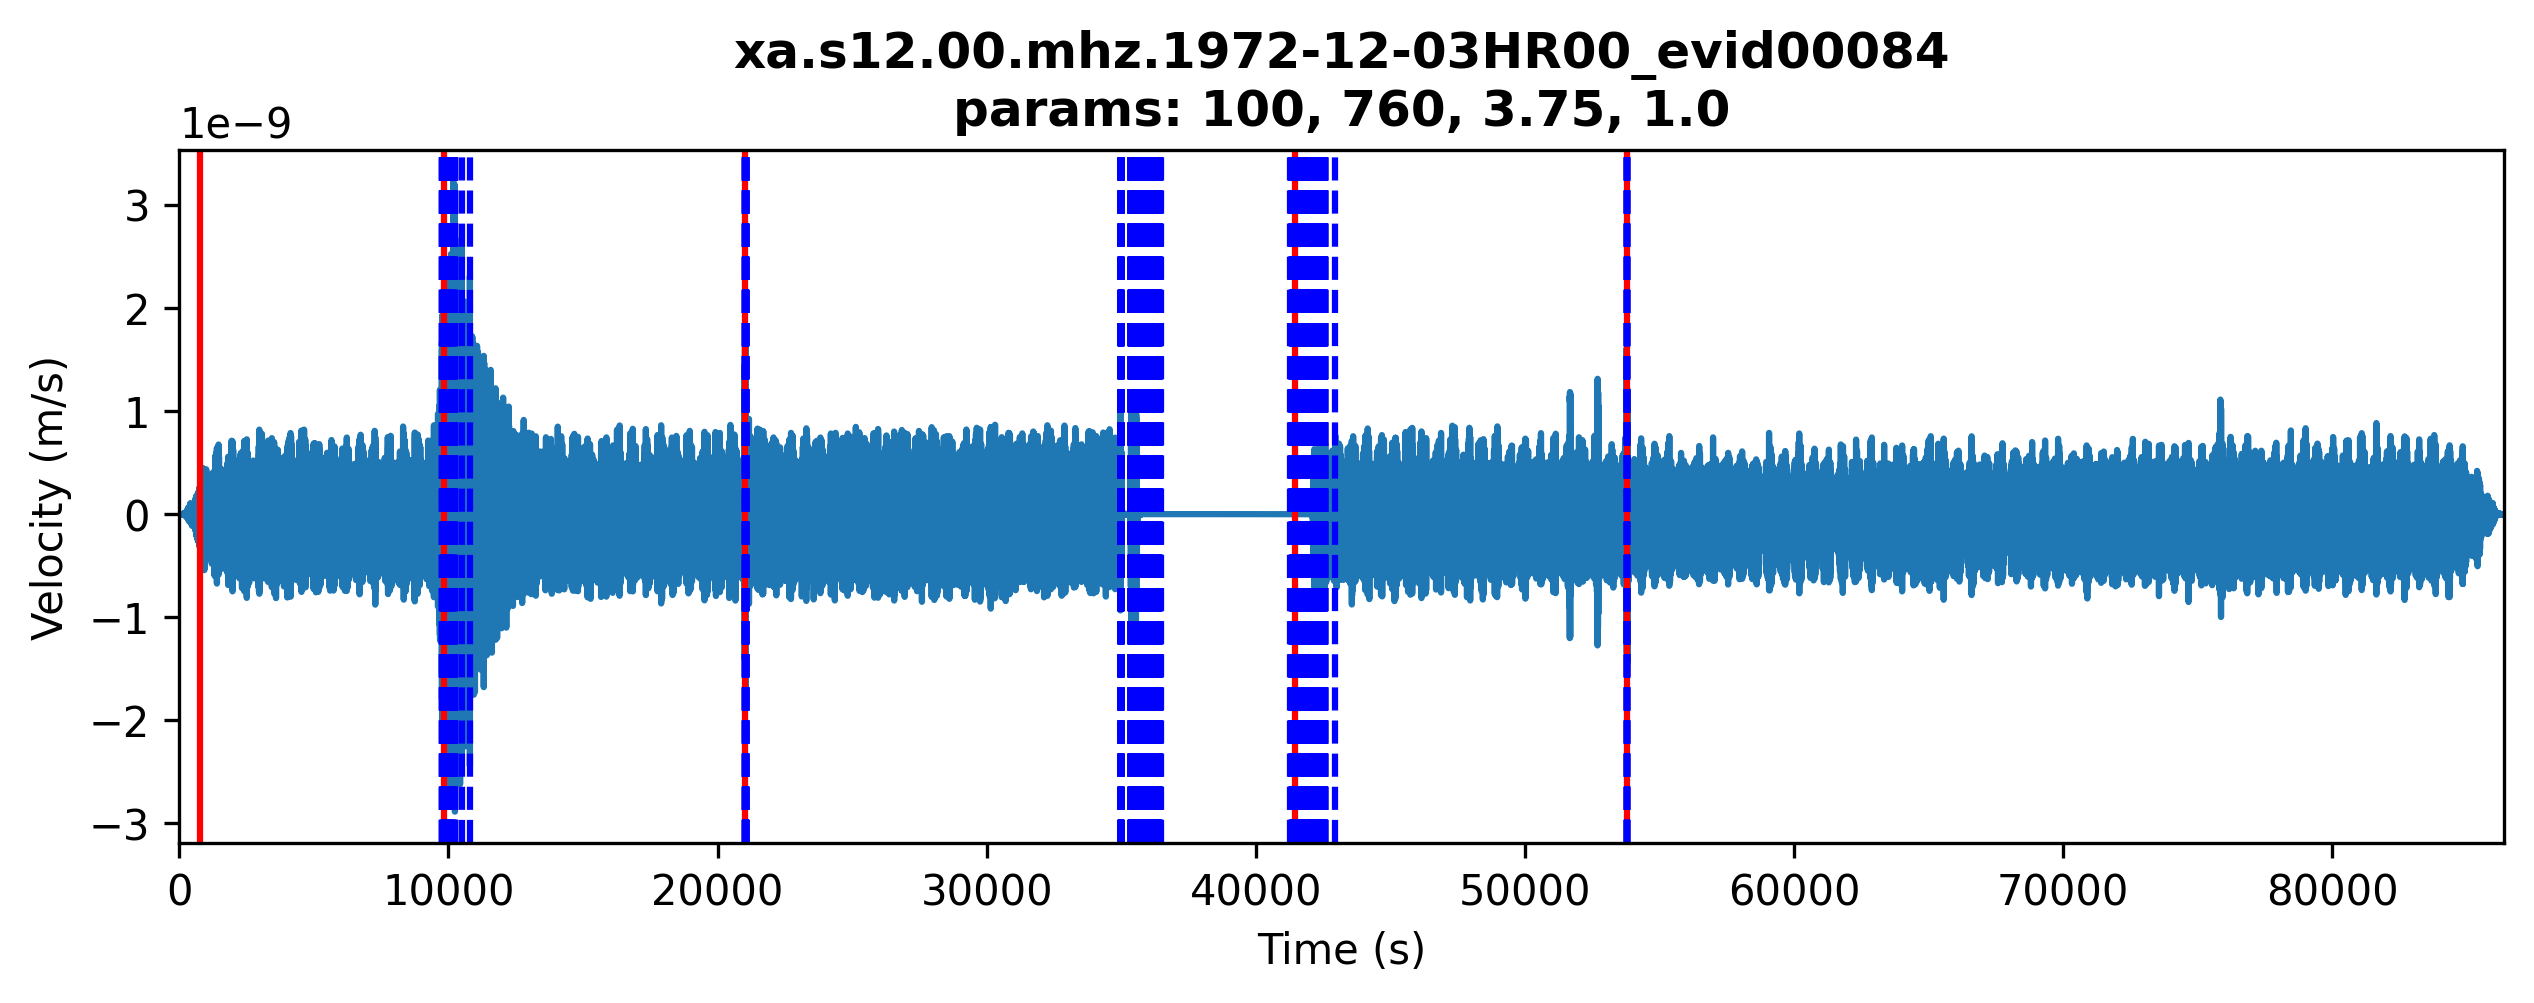 xa.s12.00.mhz.1972-12-03HR00_evid00084
params: 100, 760, 3.75, 1.0
1e−9
3
2
1
0
−1
−2
−3
Velocity (m/s)
0 10000 20000 30000 40000 50000 60000 70000 80000
Time (s)